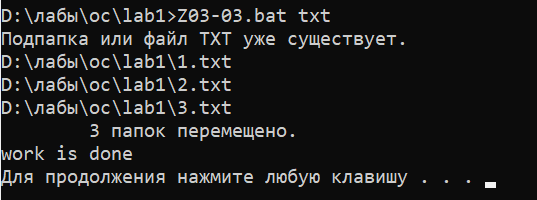 D:\лабы\ос\lab1>Z03-03.bat txt
Подпапка или файл TXT уже существует.
D:\лабы\ос\lab1\1.txt
D:\лабы\ос\lab1\2.txt
D:\лабы\ос\lab1\3.txt
        3 папок перемещено.
work is done
Для продолжения нажмите любую клавишу . . .